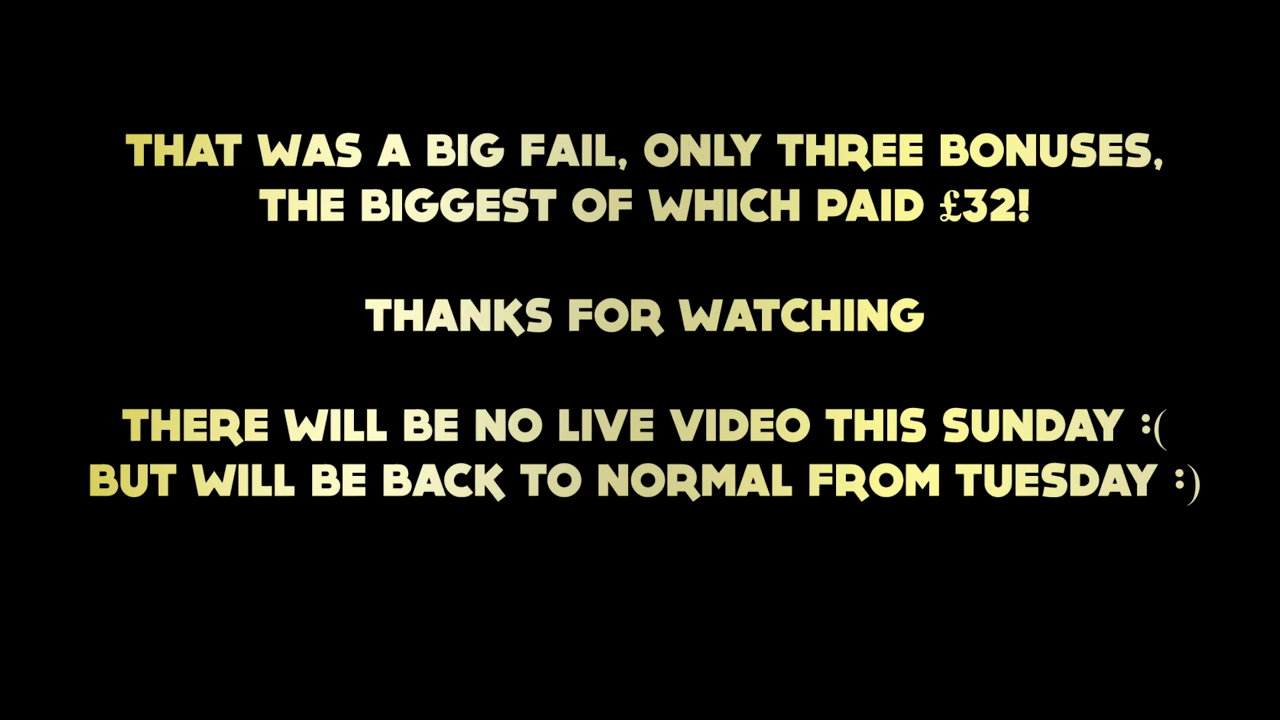 THAT WAS A BIG FAIL, ONLY THREE BONUSES,
THE BIGGEST OF WHICH PAID £32!
THANKS FOR WATCHING
THERE WILL BE NO LIVE VIDEO THIS SUNDAY :(
BUT WILL BE BACK TO NORMAL FROM TUESDAY :)